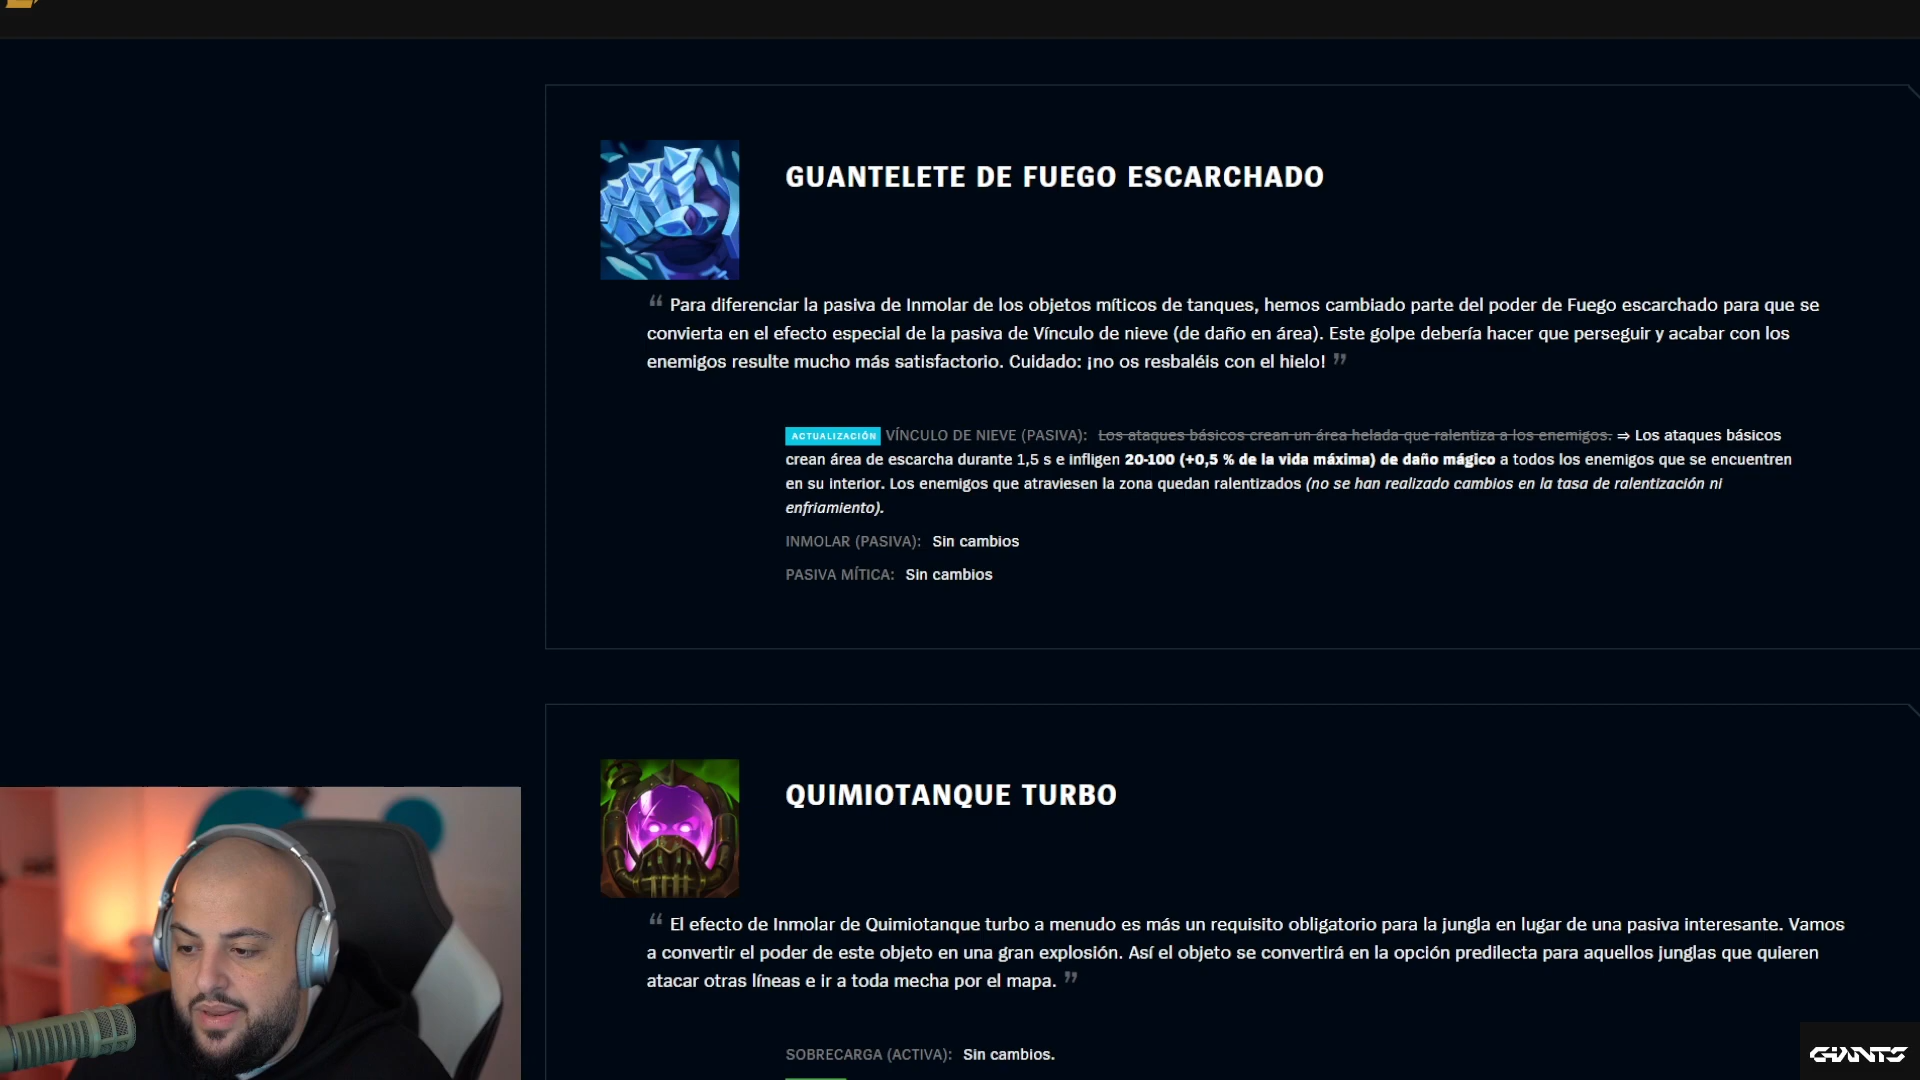 GUANTELETE DE FUEGO ESCARCHADO
“ Para diferenciar la pasiva de Inmolar de los objetos míticos de tanques, hemos cambiado parte del poder de Fuego escarchado para que se
convierta en el efecto especial de la pasiva de Vínculo de nieve (de daño en área). Este golpe debería hacer que perseguir y acabar con los
enemigos resulte mucho más satisfactorio. Cuidado: ¡no os resbaléis con el hielo! ”
ACTUALIZACIÓN VÍNCULO DE NIEVE (PASIVA): Los ataques básicos crean un área helada que ralentiza a los enemigos. ⇒ Los ataques básicos
crean área de escarcha durante 1,5 s e infligen 20-100 (+0,5 % de la vida máxima) de daño mágico a todos los enemigos que se encuentren
en su interior. Los enemigos que atraviesen la zona quedan ralentizados (no se han realizado cambios en la tasa de ralentización ni
enfriamiento).
INMOLAR (PASIVA): Sin cambios
PASIVA MÍTICA: Sin cambios
QUIMIOTANQUE TURBO
“ El efecto de Inmolar de Quimiotanque turbo a menudo es más un requisito obligatorio para la jungla en lugar de una pasiva interesante. Vamos
a convertir el poder de este objeto en una gran explosión. Así el objeto se convertirá en la opción predilecta para aquellos junglas que quieren
atacar otras líneas e ir a toda mecha por el mapa. ”
SOBRECARGA (ACTIVA): Sin cambios.
GIANTS